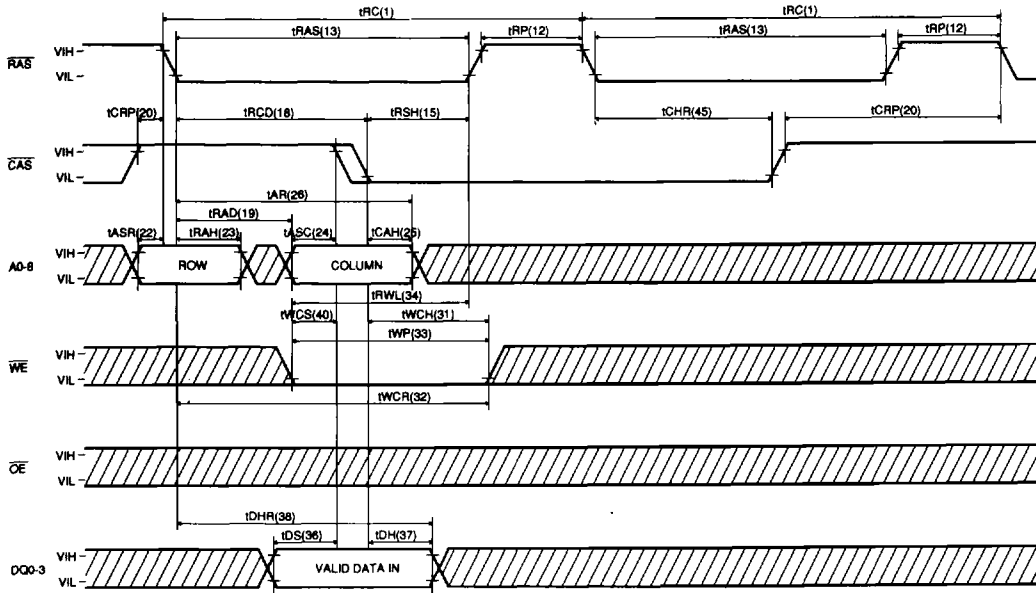 tRC(1) tRC(1)
tRAS(13) tRP(12) tRAS(13) tRP(12)
RAS VIH VIL
tCRP(20) tRCD(18) tRSH(15) tCHR(45) tCRP(20)
CAS VIH VIL
tAR(26)
tRAD(19)
tASR(22) tRAH(23) tASC(24) tCAH(25)
A0-8 VIH VIL ROW COLUMN
tRWL(34)
tWCS(40) tWCH(31)
tWP(33)
WE VIH VIL
tWCR(32)
OE VIH VIL
tDHR(38)
tDS(36) tDH(37)
DQ0-3 VIH VIL VALID DATA IN